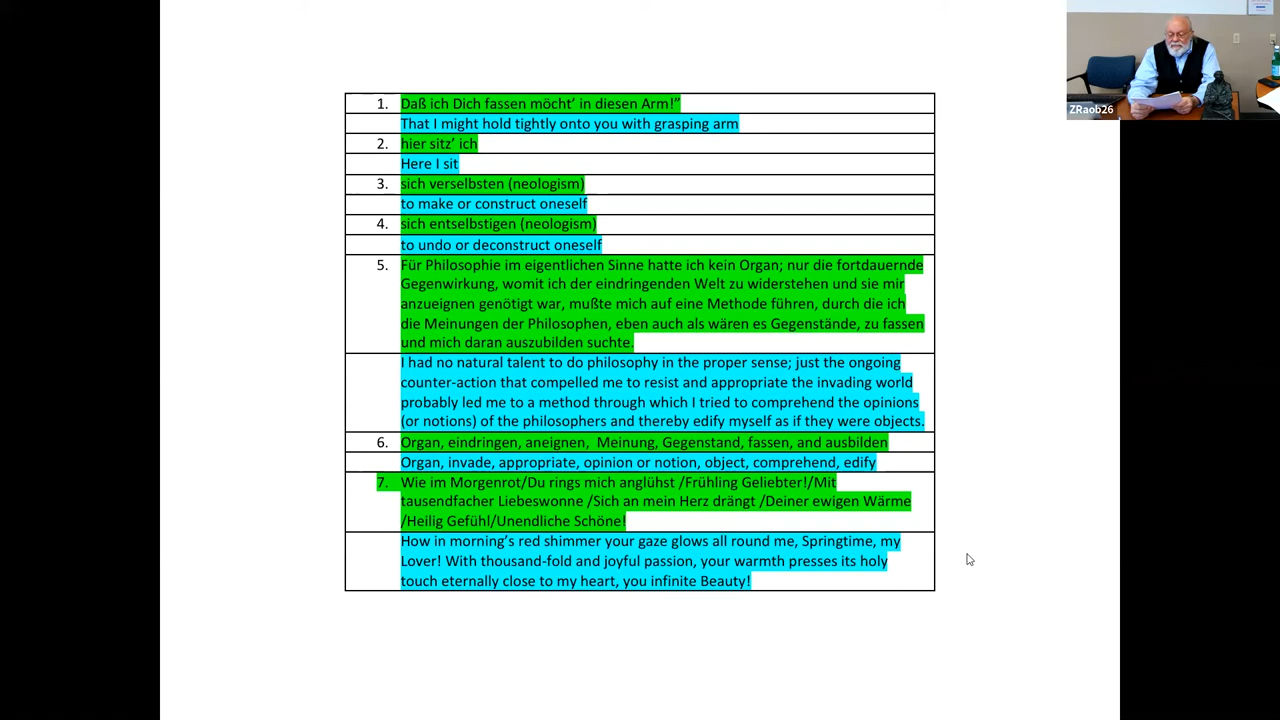 ZRaob26
1. Daß ich Dich fassen möcht’ in diesen Arm!”
That I might hold tightly onto you with grasping arm
2. hier sitz’ ich
Here I sit
3. sich verselbsten (neologism)
to make or construct oneself
4. sich entselbstigen (neologism)
to undo or deconstruct oneself
5. Für Philosophie im eigentlichen Sinne hatte ich kein Organ; nur die fortdauernde
Gegenwirkung, womit ich der eindringenden Welt zu widerstehen und sie mir
anzueignen genötigt war, mußte mich auf eine Methode führen, durch die ich
die Meinungen der Philosophen, eben auch als wären es Gegenstände, zu fassen
und mich daran auszubilden suchte.
I had no natural talent to do philosophy in the proper sense; just the ongoing
counter-action that compelled me to resist and appropriate the invading world
probably led me to a method through which I tried to comprehend the opinions
(or notions) of the philosophers and thereby edify myself as if they were objects.
6. Organ, eindringen, aneignen, Meinung, Gegenstand, fassen, and ausbilden
Organ, invade, appropriate, opinion or notion, object, comprehend, edify
7. Wie im Morgenrot/Du rings mich anglühst /Frühling Geliebter!/Mit
tausendfacher Liebeswonne /Sich an mein Herz drängt /Deiner ewigen Wärme
/Heilig Gefühl/Unendliche Schöne!
How in morning’s red shimmer your gaze glows all round me, Springtime, my
Lover! With thousand-fold and joyful passion, your warmth presses its holy
touch eternally close to my heart, you infinite Beauty!